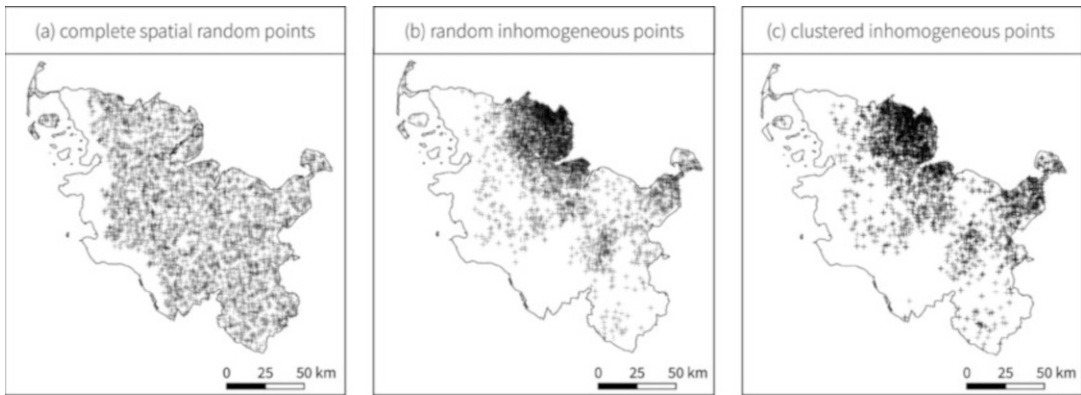 (a) complete spatial random points
(b) random inhomogeneous points
(c) clustered inhomogeneous points
0 25 50 km
0 25 50 km
0 25 50 km